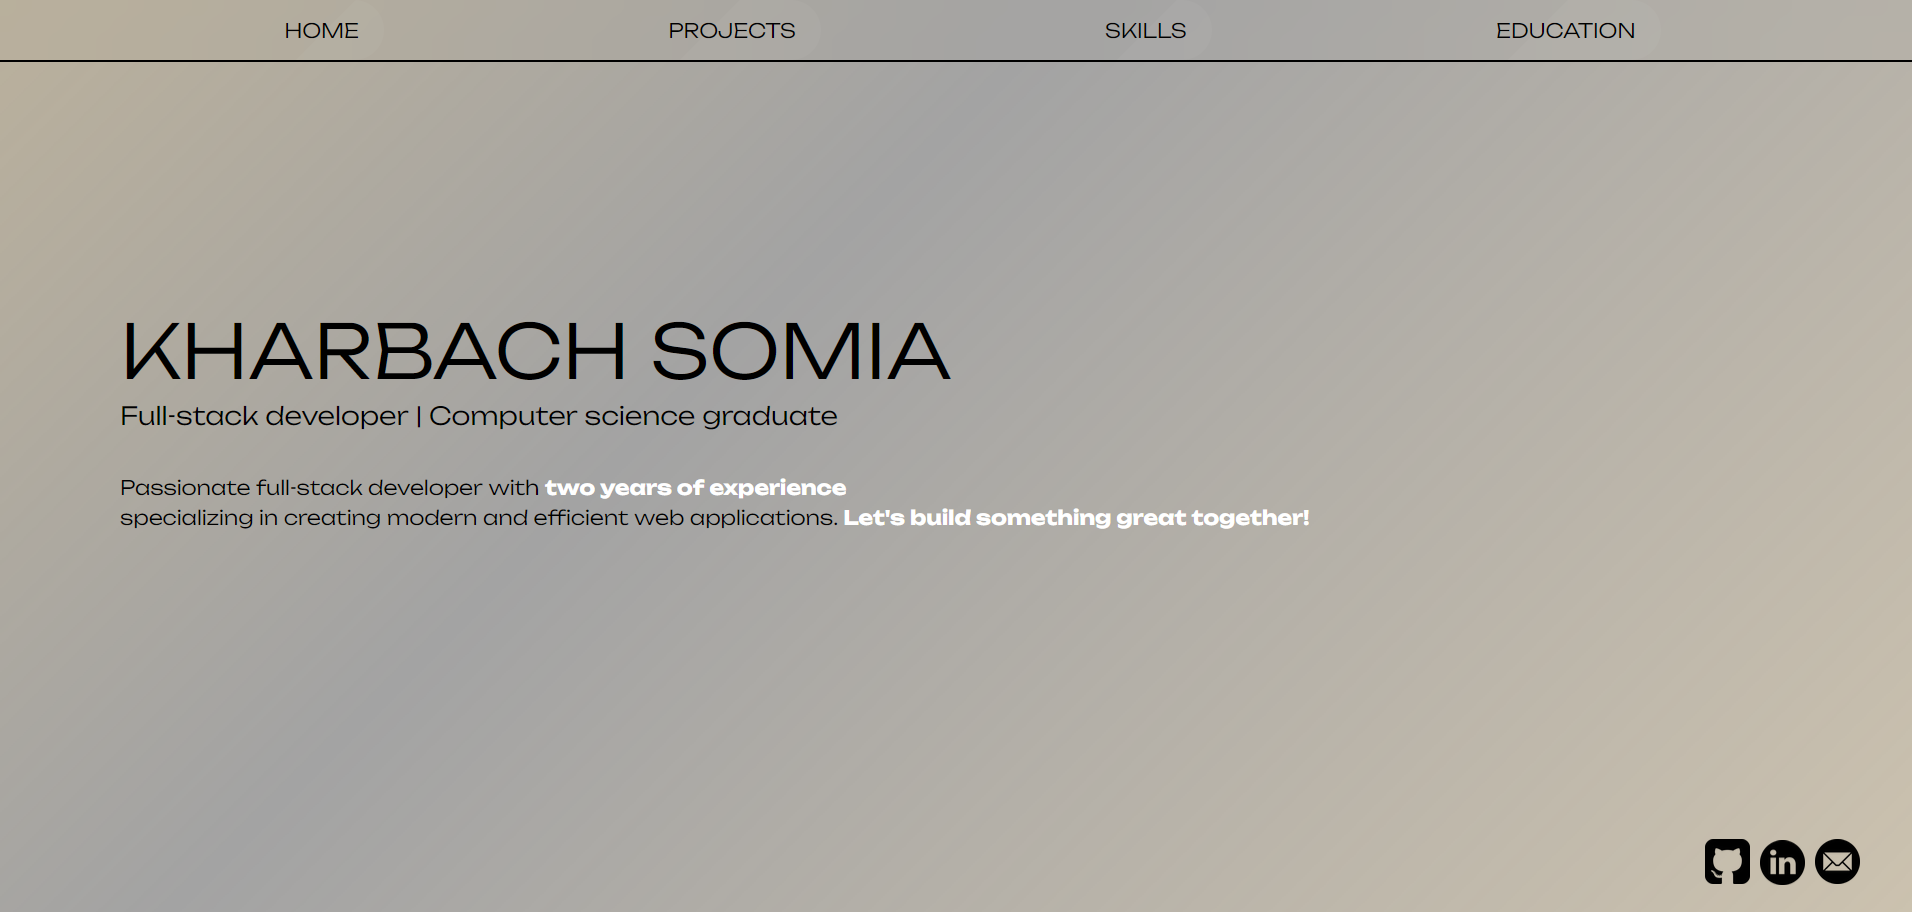 HOME PROJECTS SKILLS EDUCATION
KHARBACH SOMIA
Full-stack developer | Computer science graduate
Passionate full-stack developer with two years of experience
specializing in creating modern and efficient web applications. Let's build something great together!
in